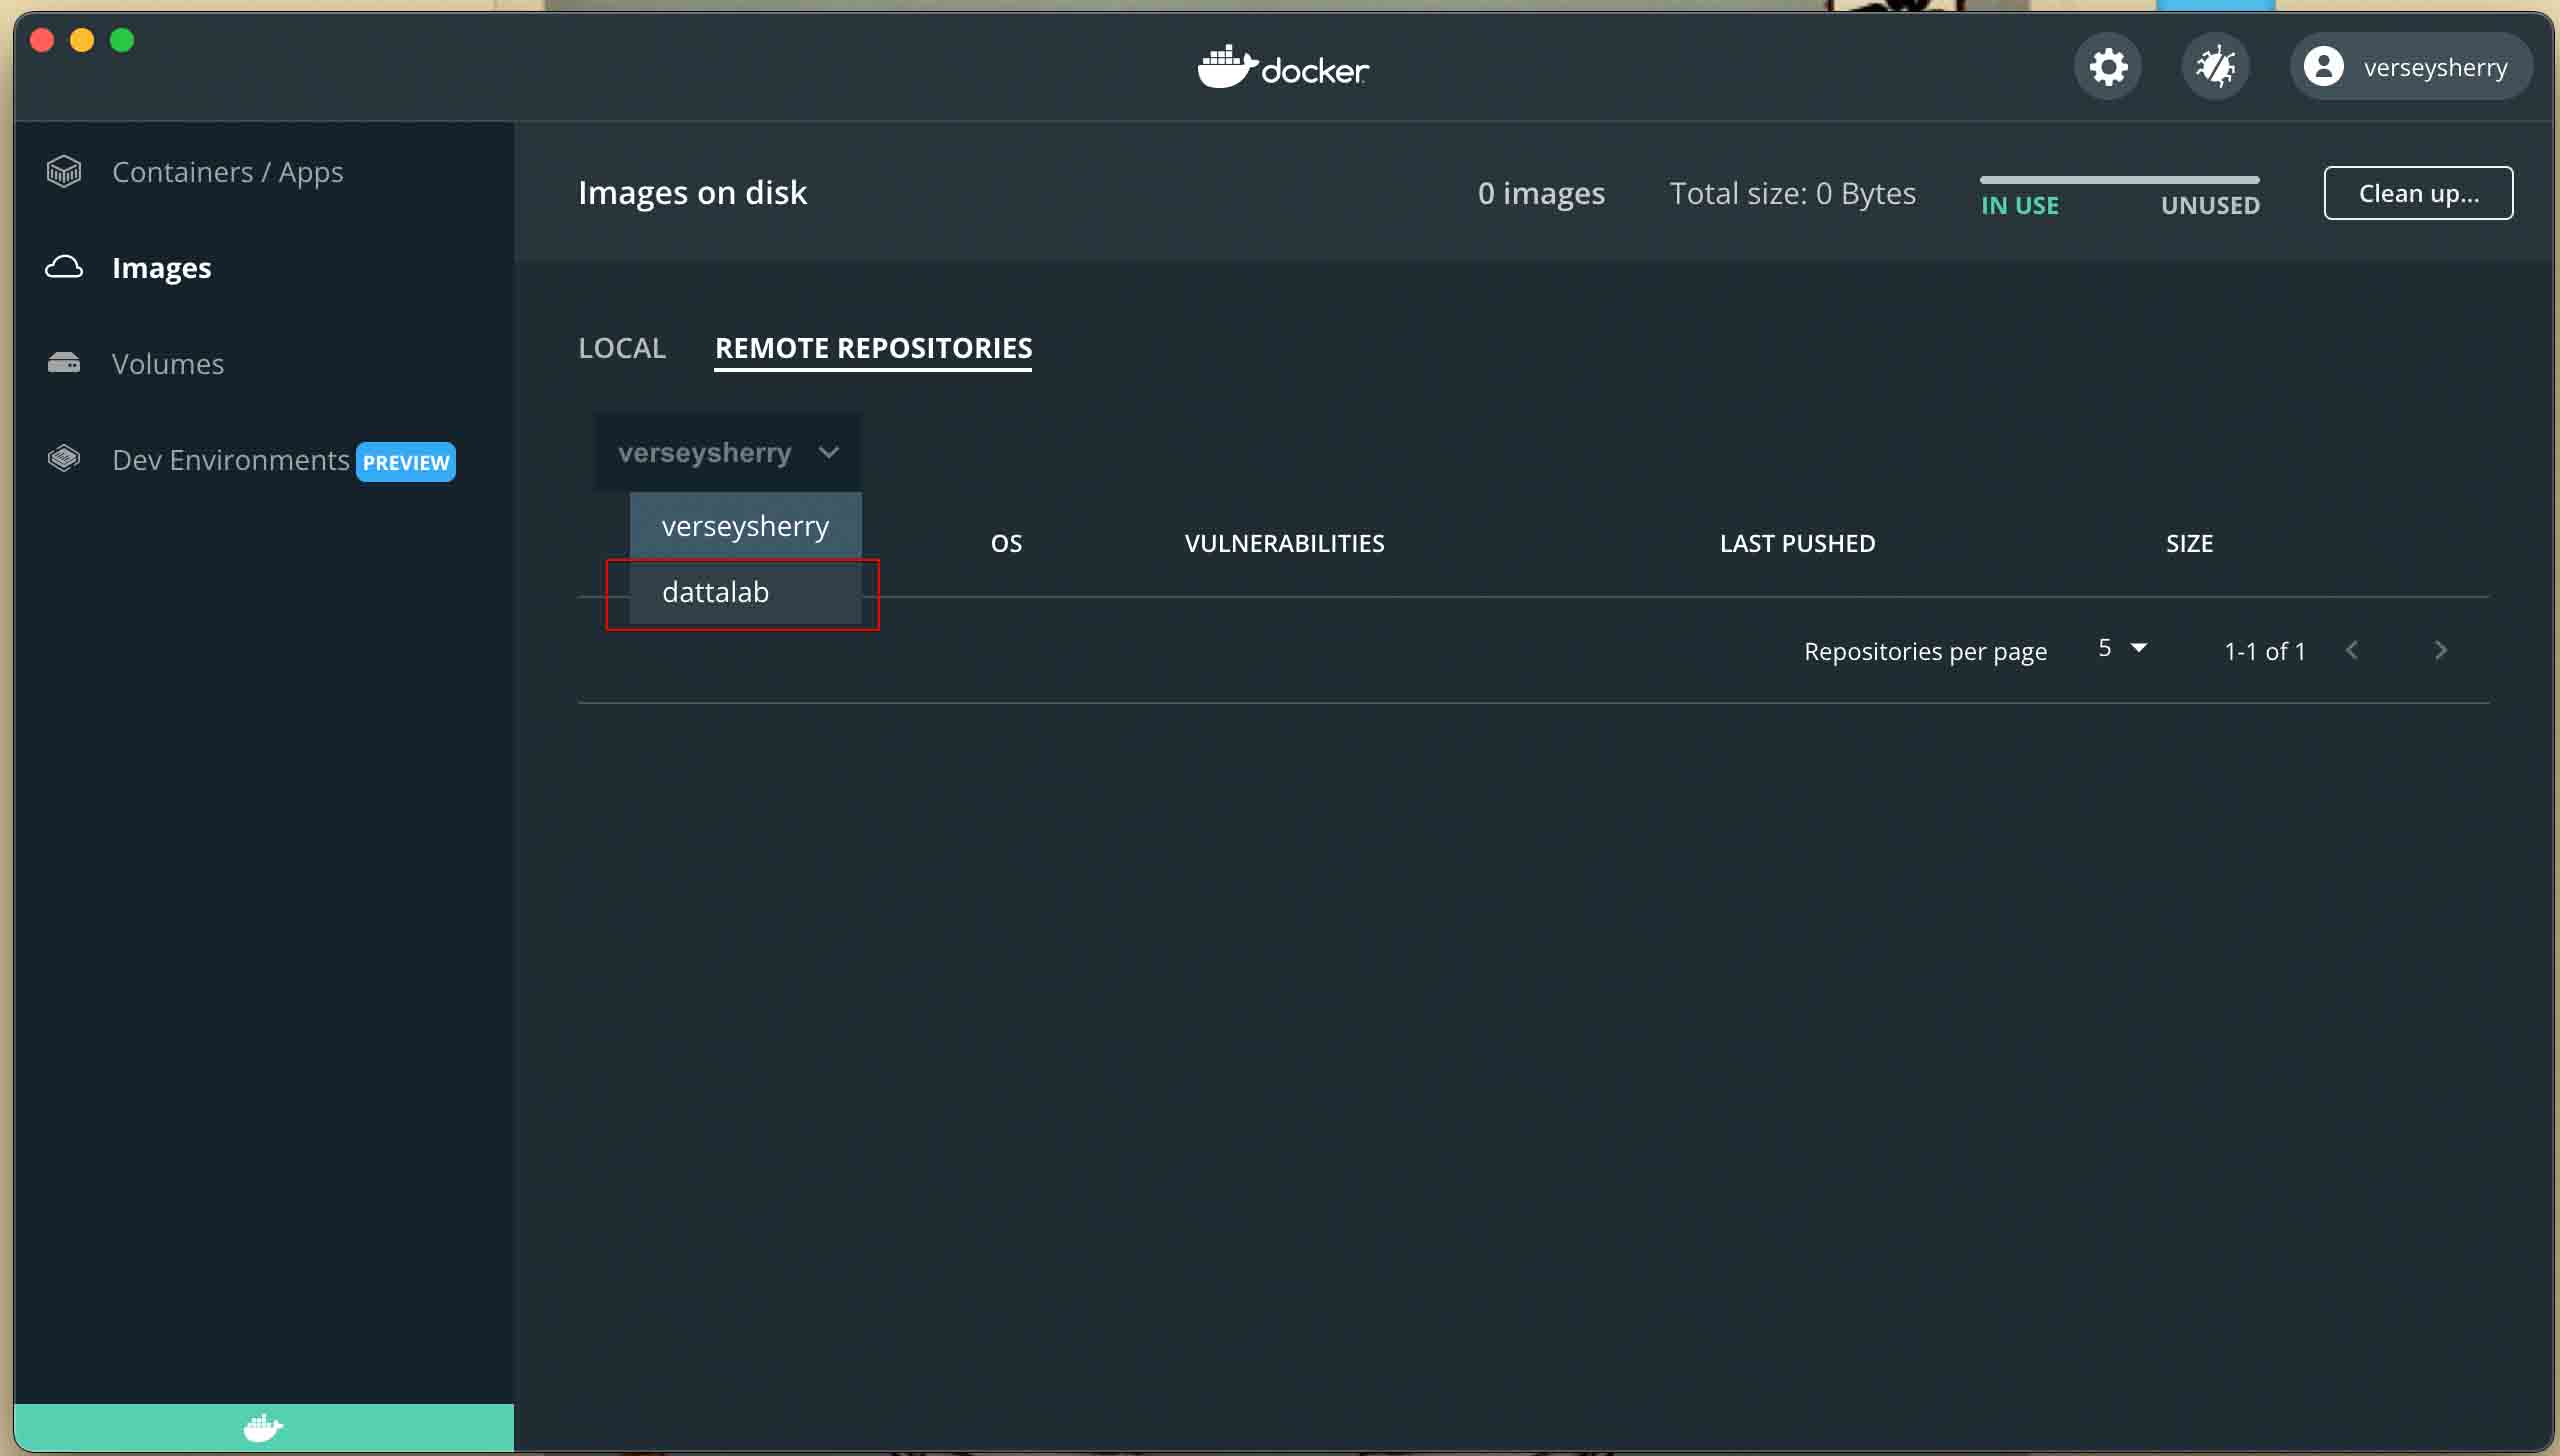 docker
verseysherry
Containers / Apps
Images
Volumes
Dev Environments PREVIEW
Images on disk
0 images
Total size: 0 Bytes
IN USE
UNUSED
Clean up...
LOCAL
REMOTE REPOSITORIES
verseysherry
verseysherry
dattalab
OS
VULNERABILITIES
LAST PUSHED
SIZE
Repositories per page
5
1-1 of 1